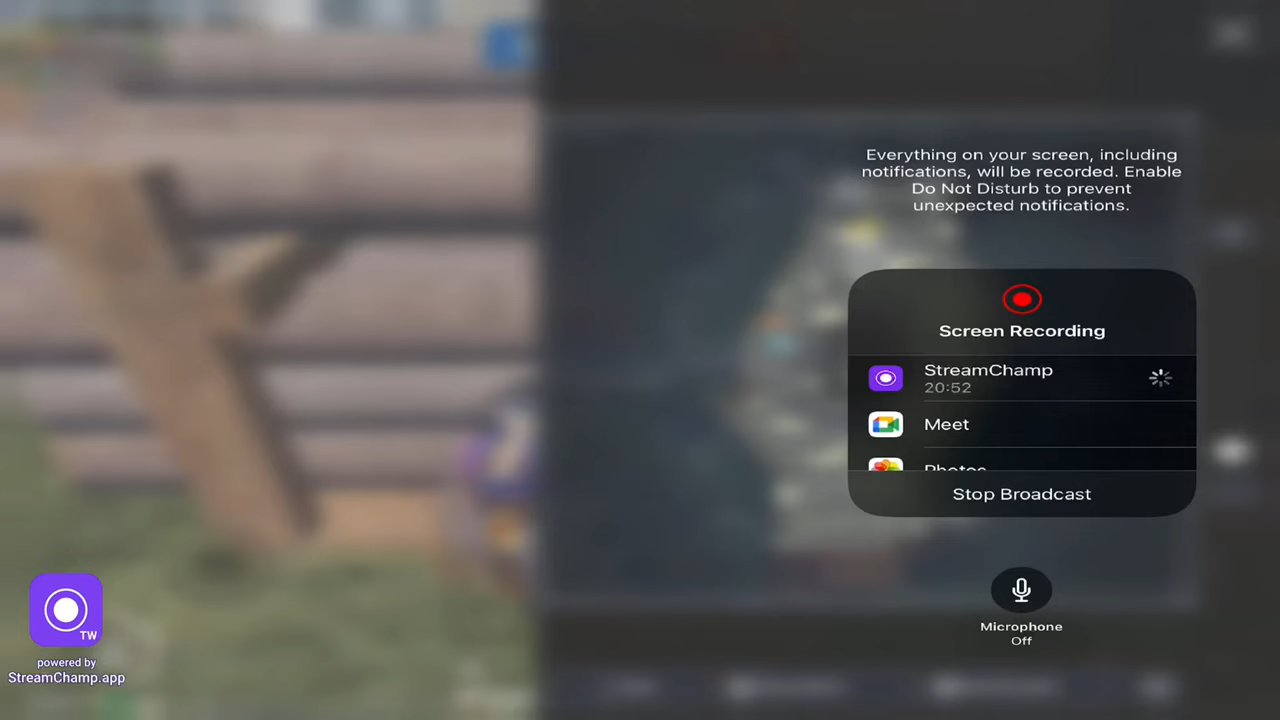 Everything on your screen, including
notifications, will be recorded. Enable
Do Not Disturb to prevent
unexpected notifications.
Screen Recording
StreamChamp
20:52
Meet
Photos
Stop Broadcast
Microphone
Off
TW
powered by
StreamChamp.app